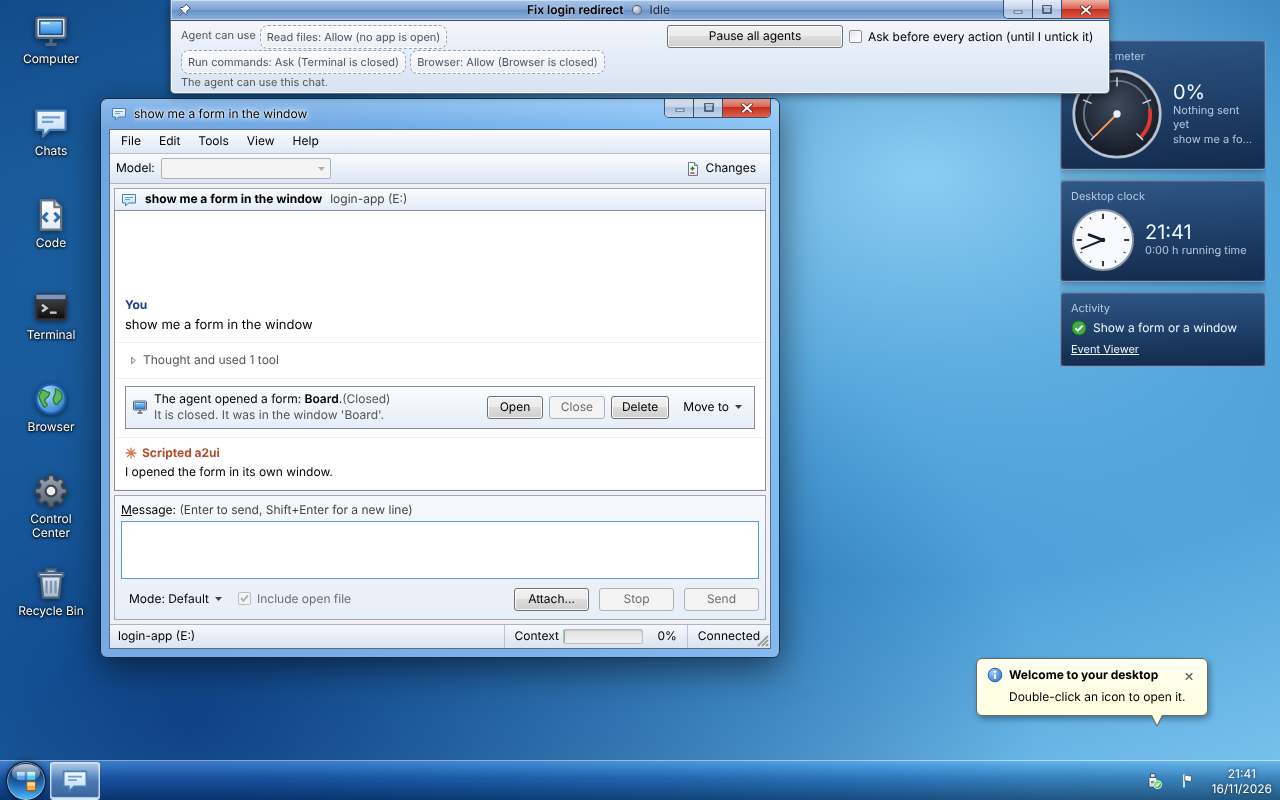 Fix login redirect Idle
Agent can use Read files: Allow (no app is open) Pause all agents Ask before every action (until I untick it)
Run commands: Ask (Terminal is closed) Browser: Allow (Browser is closed)
The agent can use this chat.
Computer
Chats
Code
Terminal
Browser
Control
Center
Recycle Bin
show me a form in the window
File Edit Tools View Help
Model: Changes
show me a form in the window login-app (E:)
You
show me a form in the window
Thought and used 1 tool
The agent opened a form: Board.(Closed)
It is closed. It was in the window 'Board'.
Open Close Delete Move to
Scripted a2ui
I opened the form in its own window.
Message: (Enter to send, Shift+Enter for a new line)
Mode: Default Include open file Attach... Stop Send
login-app (E:) Context 0% Connected
meter
0%
Nothing sent
yet
show me a fo...
Desktop clock
21:41
0:00 h running time
Activity
Show a form or a window
Event Viewer
Welcome to your desktop
Double-click an icon to open it.
21:41
16/11/2026